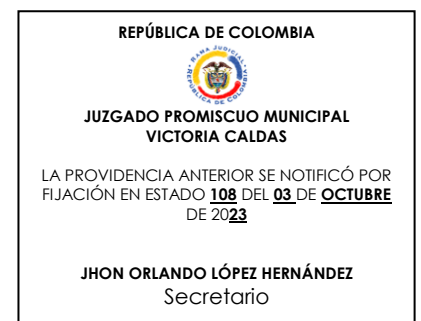 REPÚBLICA DE COLOMBIA
JUZGADO PROMISCUO MUNICIPAL
VICTORIA CALDAS
LA PROVIDENCIA ANTERIOR SE NOTIFICÓ POR
FIJACIÓN EN ESTADO 108 DEL 03 DE OCTUBRE
DE 2023
JHON ORLANDO LÓPEZ HERNÁNDEZ
Secretario